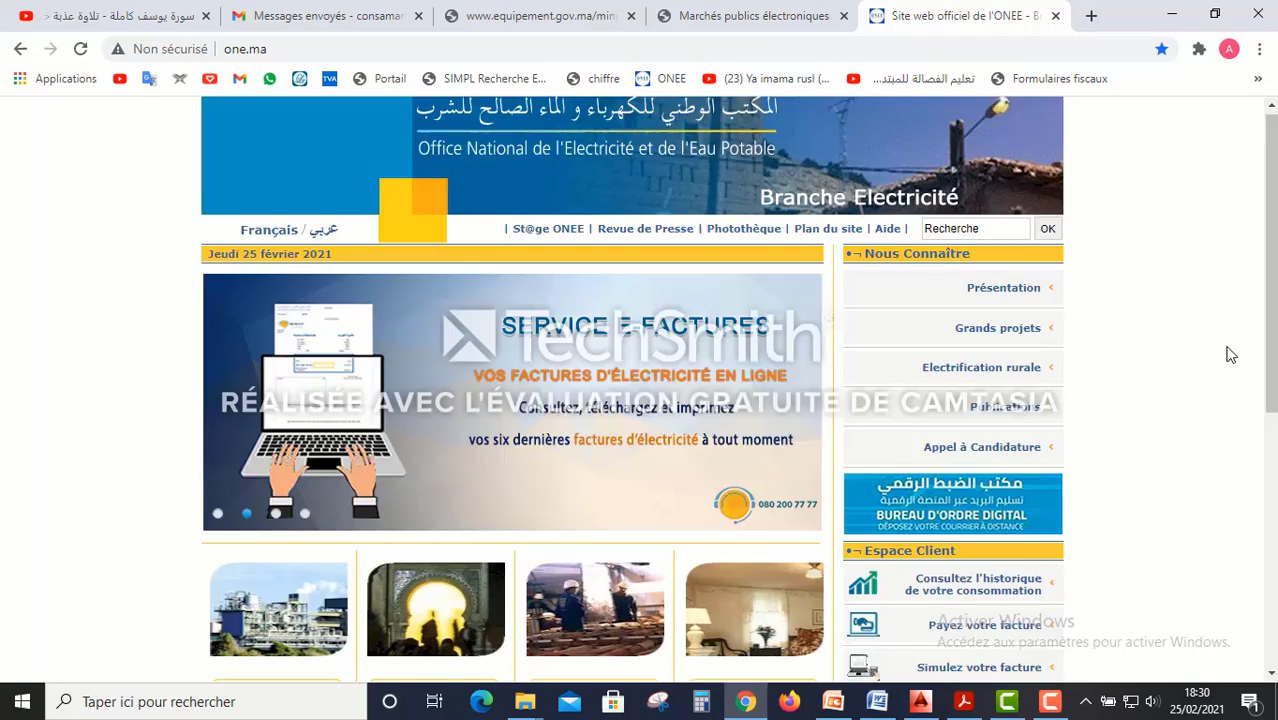 سورة يوسف كاملة - تلاوة عذبة
Messages envoyés - consamar
www.equipement.gov.ma/mini
Marchés publics électroniques
Site web officiel de l'ONEE - Br
Non sécurisé
one.ma
A
Applications
TVA
Portail
SIMPL Recherche E...
chiffre
ONEE
(23) Ya imama rusl (...
تعليم الفصالة للمبتد...
Formulaires fiscaux
»
المكتب الوطني للكهرباء و الماء الصالح للشرب
Office National de l'Electricité et de l'Eau Potable
Branche Electricité
Français / عربي
| St@ge ONEE | Revue de Presse | Photothèque | Plan du site | Aide |
Recherche
OK
Jeudi 25 février 2021
SERVICE E-FACTURES
VOS FACTURES D'ÉLECTRICITÉ EN LIGNE
Consultez, téléchargez et imprimez
vos six dernières factures d'électricité à tout moment
080 200 77 77
TechSmith
RÉALISÉE AVEC L'ÉVALUATION GRATUITE DE CAMTASIA
•¬ Nous Connaître
Présentation
Grands projets
Electrification rurale
Publications
Appel à Candidature
مكتب الضبط الرقمي
تسليم البريد عبر المنصة الرقمية
BUREAU D'ORDRE DIGITAL
DÉPOSEZ VOTRE COURRIER À DISTANCE
•¬ Espace Client
Consultez l'historique
de votre consommation
Payez votre facture
Simulez votre facture
Activer Windows
Accédez aux paramètres pour activer Windows.
Taper ici pour rechercher
18:30
25/02/2021
1